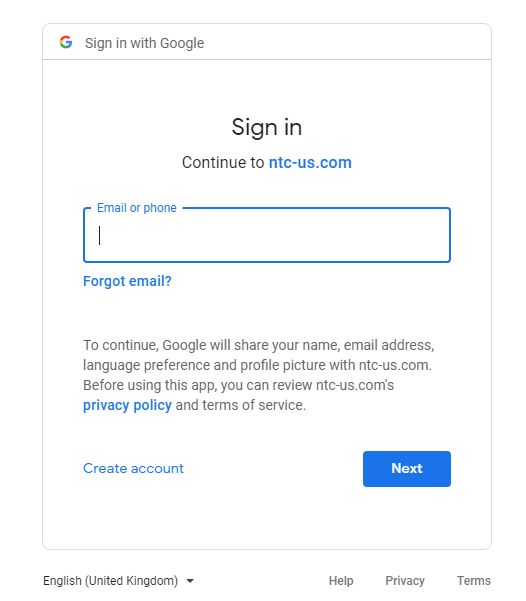 Sign in with Google
Sign in
Continue to ntc-us.com
Email or phone
Forgot email?
To continue, Google will share your name, email address,
language preference and profile picture with ntc-us.com.
Before using this app, you can review ntc-us.com's
privacy policy and terms of service.
Create account Next
English (United Kingdom) Help Privacy Terms